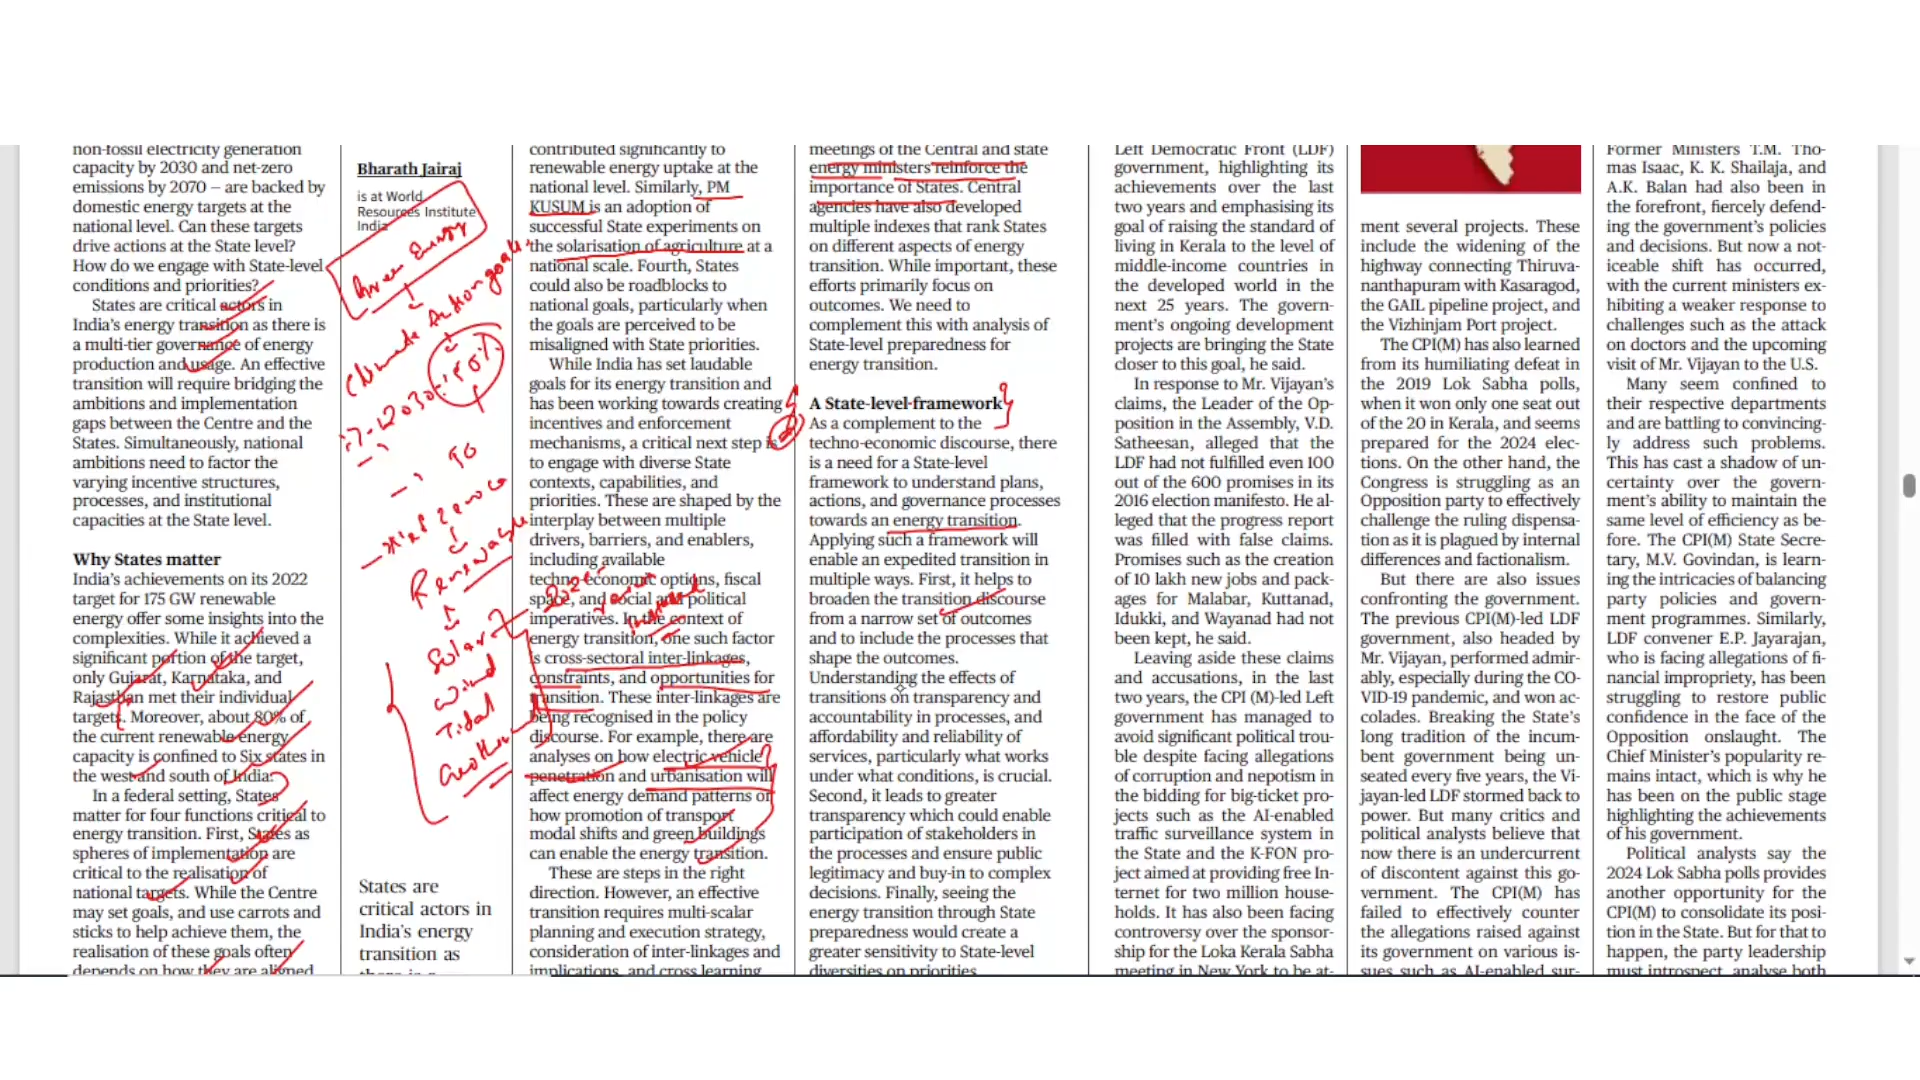 non-fossil electricity generation
capacity by 2030 and net-zero
emissions by 2070 – are backed by
domestic energy targets at the
national level. Can these targets
drive actions at the State level?
How do we engage with State-level
conditions and priorities?
States are critical actors in
India's energy transition as there is
a multi-tier governance of energy
production and usage. An effective
transition will require bridging the
ambitions and implementation
gaps between the Centre and the
States. Simultaneously, national
ambitions need to factor the
varying incentive structures,
processes, and institutional
capacities at the State level.
Why States matter
India's achievements on its 2022
target for 175 GW renewable
energy offer some insights into the
complexities. While it achieved a
significant portion of the target,
only Gujarat, Karnataka, and
Rajasthan met their individual
targets. Moreover, about 80% of
the current renewable energy
capacity is confined to Six states in
the west and south of India.
In a federal setting, States
matter for four functions critical to
energy transition. First, States as
spheres of implementation are
critical to the realisation of
national targets. While the Centre
may set goals, and use carrots and
sticks to help achieve them, the
realisation of these goals often
depends on how they are aligned
Bharath Jairaj
is at World
Resources Institute
India
Green Energy
Climate Action goals
2030: 50%
To
Net zero
Renewable
Solar
Wind
Tidal
States are
critical actors in
India's energy
transition as
there is a
contributed significantly to
renewable energy uptake at the
national level. Similarly, PM
KUSUM is an adoption of
successful State experiments on
the solarisation of agriculture at a
national scale. Fourth, States
could also be roadblocks to
national goals, particularly when
the goals are perceived to be
misaligned with State priorities.
While India has set laudable
goals for its energy transition and
has been working towards creating
incentives and enforcement
mechanisms, a critical next step is
to engage with diverse State
contexts, capabilities, and
priorities. These are shaped by the
interplay between multiple
drivers, barriers, and enablers,
including available
techno-economic options, fiscal
space, and social and political
imperatives. In the context of
energy transition, one such factor
is cross-sectoral inter-linkages,
constraints, and opportunities for
transition. These inter-linkages are
being recognised in the policy
discourse. For example, there are
analyses on how electric vehicle
penetration and urbanisation will
affect energy demand patterns or
how promotion of transport
modal shifts and green buildings
can enable the energy transition.
These are steps in the right
direction. However, an effective
transition requires multi-scalar
planning and execution strategy,
consideration of inter-linkages and
implications, and cross learning
meetings of the Central and state
energy ministers reinforce the
importance of States. Central
agencies have also developed
multiple indexes that rank States
on different aspects of energy
transition. While important, these
efforts primarily focus on
outcomes. We need to
complement this with analysis of
State-level preparedness for
energy transition.
A State-level-framework
As a complement to the
techno-economic discourse, there
is a need for a State-level
framework to understand plans,
actions, and governance processes
towards an energy transition.
Applying such a framework will
enable an expedited transition in
multiple ways. First, it helps to
broaden the transition discourse
from a narrow set of outcomes
and to include the processes that
shape the outcomes.
Understanding the effects of
transitions on transparency and
accountability in processes, and
affordability and reliability of
services, particularly what works
under what conditions, is crucial.
Second, it leads to greater
transparency which could enable
participation of stakeholders in
the processes and ensure public
legitimacy and buy-in to complex
decisions. Finally, seeing the
energy transition through State
preparedness would create a
greater sensitivity to State-level
diversities on priorities
Left Democratic Front (LDF)
government, highlighting its
achievements over the last
two years and emphasising its
goal of raising the standard of
living in Kerala to the level of
middle-income countries in
the developed world in the
next 25 years. The govern-
ment's ongoing development
projects are bringing the State
closer to this goal, he said.
In response to Mr. Vijayan's
claims, the Leader of the Op-
position in the Assembly, V.D.
Satheesan, alleged that the
LDF had not fulfilled even 100
out of the 600 promises in its
2016 election manifesto. He al-
leged that the progress report
was filled with false claims.
Promises such as the creation
of 10 lakh new jobs and pack-
ages for Malabar, Kuttanad,
Idukki, and Wayanad had not
been kept, he said.
Leaving aside these claims
and accusations, in the last
two years, the CPI (M)-led Left
government has managed to
avoid significant political trou-
ble despite facing allegations
of corruption and nepotism in
the bidding for big-ticket pro-
jects such as the AI-enabled
traffic surveillance system in
the State and the K-FON pro-
ject aimed at providing free In-
ternet for two million house-
holds. It has also been facing
controversy over the sponsor-
ship for the Loka Kerala Sabha
meeting in New York to be at-
ment several projects. These
include the widening of the
highway connecting Thiruva-
nanthapuram with Kasaragod,
the GAIL pipeline project, and
the Vizhinjam Port project.
The CPI(M) has also learned
from its humiliating defeat in
the 2019 Lok Sabha polls,
when it won only one seat out
of the 20 in Kerala, and seems
prepared for the 2024 elec-
tions. On the other hand, the
Congress is struggling as an
Opposition party to effectively
challenge the ruling dispensa-
tion as it is plagued by internal
differences and factionalism.
But there are also issues
confronting the government.
The previous CPI(M)-led LDF
government, also headed by
Mr. Vijayan, performed admir-
ably, especially during the CO-
VID-19 pandemic, and won ac-
colades. Breaking the State's
long tradition of the incum-
bent government being un-
seated every five years, the Vi-
jayan-led LDF stormed back to
power. But many critics and
political analysts believe that
now there is an undercurrent
of discontent against this go-
vernment. The CPI(M) has
failed to effectively counter
the allegations raised against
its government on various is-
sues such as AI-enabled sur-
Former Ministers T.M. Tho-
mas Isaac, K. K. Shailaja, and
A.K. Balan had also been in
the forefront, fiercely defend-
ing the government's policies
and decisions. But now a not-
iceable shift has occurred,
with the current ministers ex-
hibiting a weaker response to
challenges such as the attack
on doctors and the upcoming
visit of Mr. Vijayan to the U.S.
Many seem confined to
their respective departments
and are battling to convincing-
ly address such problems.
This has cast a shadow of un-
certainty over the govern-
ment's ability to maintain the
same level of efficiency as be-
fore. The CPI(M) State Secre-
tary, M.V. Govindan, is learn-
ing the intricacies of balancing
party policies and govern-
ment programmes. Similarly,
LDF convener E.P. Jayarajan,
who is facing allegations of fi-
nancial impropriety, has been
struggling to restore public
confidence in the face of the
Opposition onslaught. The
Chief Minister's popularity re-
mains intact, which is why he
has been on the public stage
highlighting the achievements
of his government.
Political analysts say the
2024 Lok Sabha polls provides
another opportunity for the
CPI(M) to consolidate its posi-
tion in the State. But for that to
happen, the party leadership
must introspect, analyse both